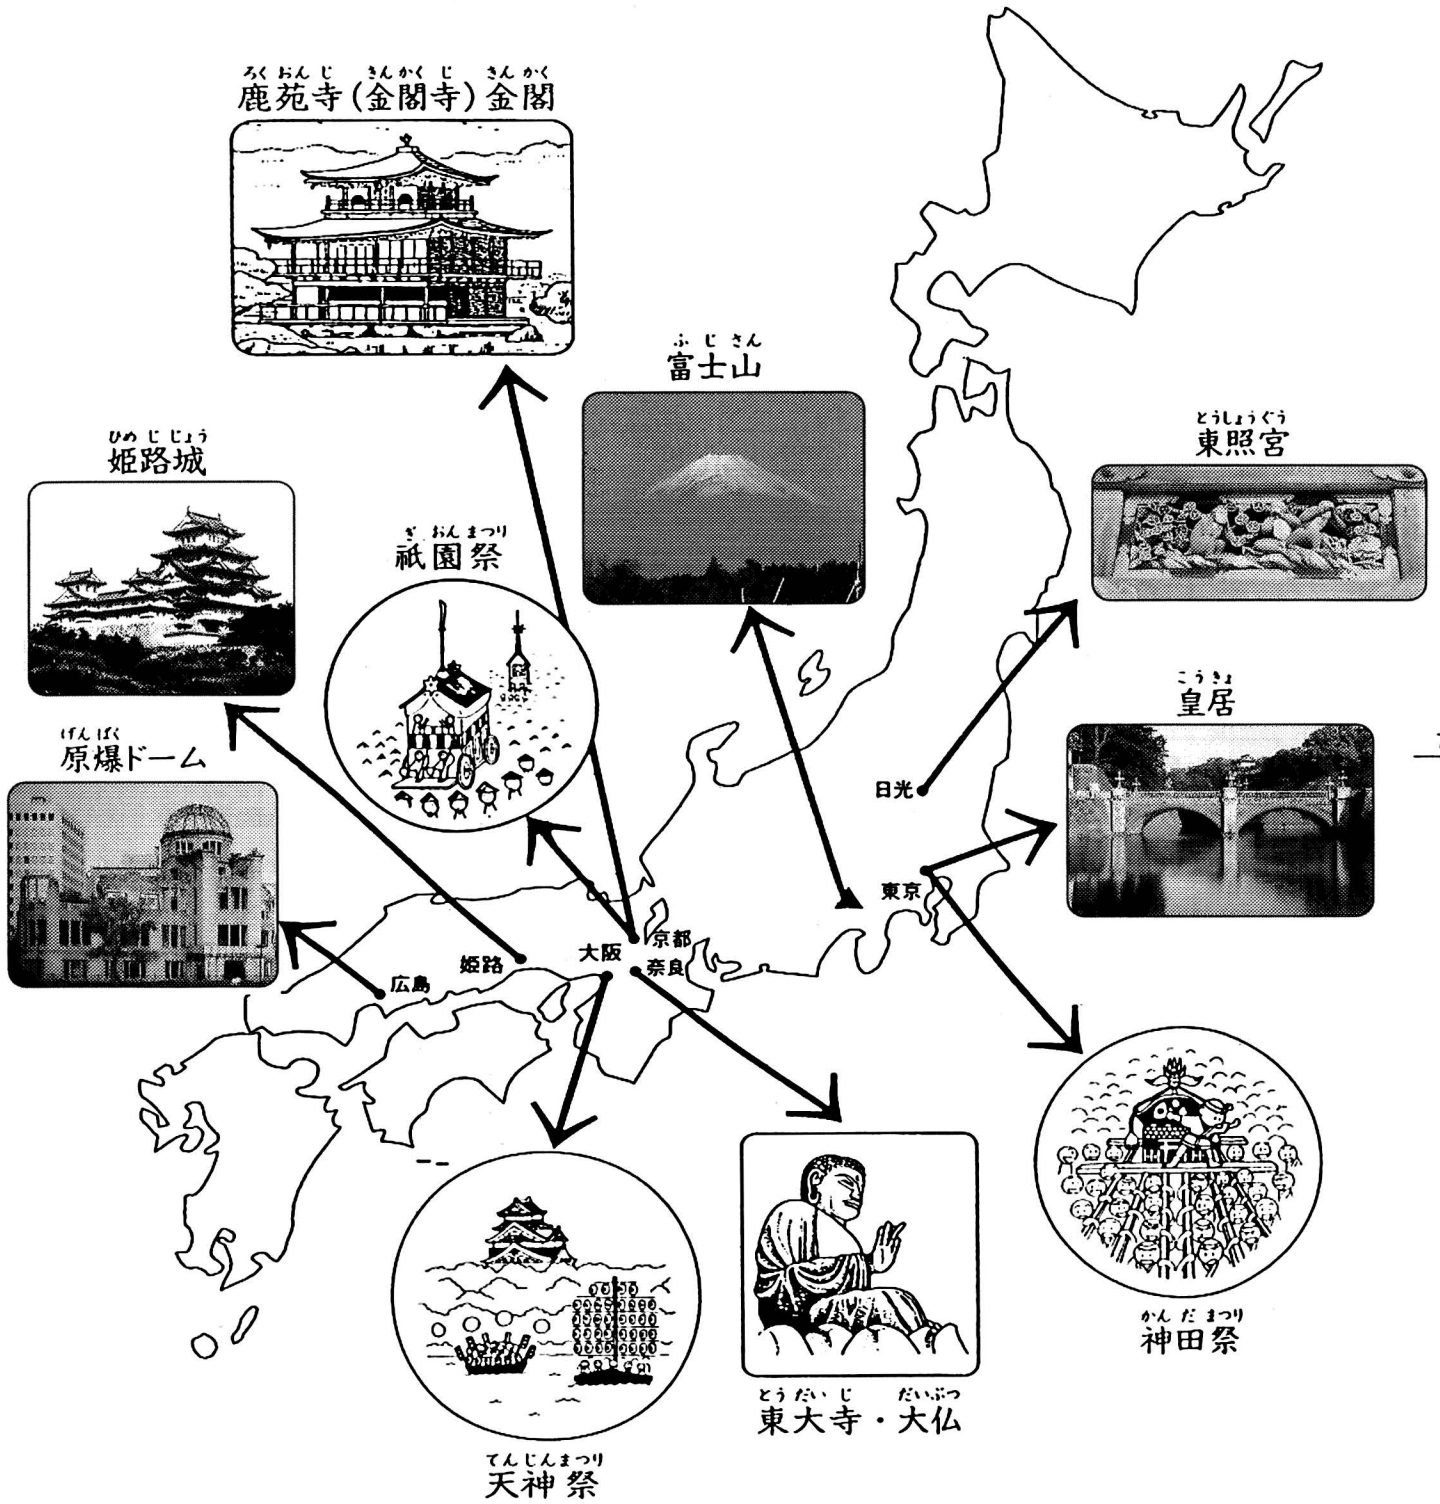 ろく おん じ きん かく じ きん かく
鹿苑寺(金閣寺)金閣
ふ じ さん
富士山
とうしょうぐう
東照宮
ひめ じ じょう
姫路城
ぎ おん まつり
祇園祭
こう きょ
皇居
げん ばく
原爆ドーム
日光
東京
京都
大阪
奈良
姫路
広島
かん だ まつり
神田祭
とう だい じ だいぶつ
東大寺・大仏
てんじんまつり
天神祭